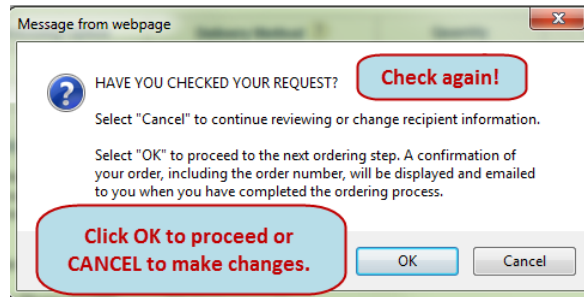 Message from webpage
HAVE YOU CHECKED YOUR REQUEST?
Check again!
Select "Cancel" to continue reviewing or change recipient information.
Select "OK" to proceed to the next ordering step. A confirmation of
your order, including the order number, will be displayed and emailed
to you when you have completed the ordering process.
Click OK to proceed or
CANCEL to make changes.
OK
Cancel